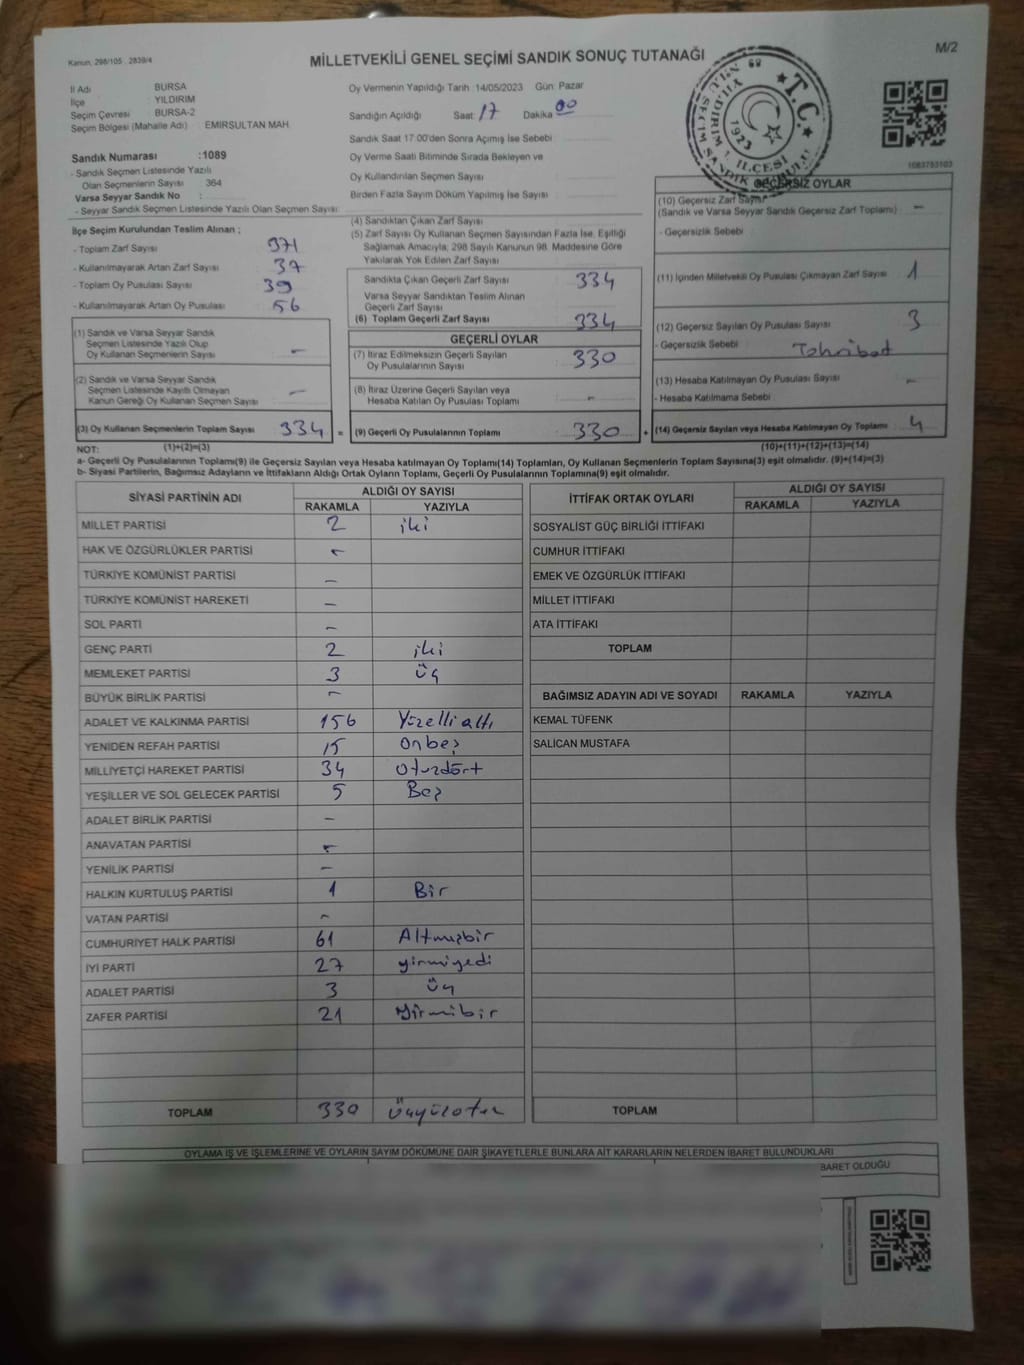 Kanun, 298/105 , 2839/4
MİLLETVEKİLİ GENEL SEÇİMİ SANDIK SONUÇ TUTANAĞI
M/2
İl Adı : BURSA
İlçe : YILDIRIM
Seçim Çevresi : BURSA-2
Seçim Bölgesi (Mahalle Adı) : EMİRSULTAN MAH.
Oy Vermenin Yapıldığı Tarih :14/05/2023 Gün: Pazar
Sandığın Açıldığı Saat: 17 Dakika: 00
Sandık Saat 17:00'den Sonra Açılmış İse Sebebi :
Oy Verme Saati Bitiminde Sırada Bekleyen ve
Oy Kullandırılan Seçmen Sayısı :
Birden Fazla Sayım Döküm Yapılmış İse Sayısı :
T.C.
1923
1083753103
Sandık Numarası :1089
- Sandık Seçmen Listesinde Yazılı
Olan Seçmenlerin Sayısı : 364
Varsa Seyyar Sandık No :
- Seyyar Sandık Seçmen Listesinde Yazılı Olan Seçmen Sayısı:
İlçe Seçim Kurulundan Teslim Alınan ;
- Toplam Zarf Sayısı : 371
- Kullanılmayarak Artan Zarf Sayısı : 37
- Toplam Oy Pusulası Sayısı : 39
- Kullanılmayarak Artan Oy Pusulası : 56
(1) Sandık ve Varsa Seyyar Sandık
Seçmen Listesinde Yazılı Olup
Oy Kullanan Seçmenlerin Sayısı : -
(2) Sandık ve Varsa Seyyar Sandık
Seçmen Listesinde Kayıtlı Olmayan
Kanun Gereği Oy Kullanan Seçmen Sayısı : -
(3) Oy Kullanan Seçmenlerin Toplam Sayısı : 334
(4) Sandıktan Çıkan Zarf Sayısı :
(5) Zarf Sayısı Oy Kullanan Seçmen Sayısından Fazla İse, Eşitliği
Sağlamak Amacıyla; 298 Sayılı Kanunun 98. Maddesine Göre
Yakılarak Yok Edilen Zarf Sayısı :
Sandıkta Çıkan Geçerli Zarf Sayısı : 334
Varsa Seyyar Sandıktan Teslim Alınan
Geçerli Zarf Sayısı :
(6) Toplam Geçerli Zarf Sayısı : 334
GEÇERLİ OYLAR
(7) İtiraz Edilmeksizin Geçerli Sayılan
Oy Pusulalarının Sayısı : 330
(8) İtiraz Üzerine Geçerli Sayılan veya
Hesaba Katılan Oy Pusulası Toplamı : -
= (9) Geçerli Oy Pusulalarının Toplamı : 330 +
GEÇERSİZ OYLAR
(10) Geçersiz Zarf Sayısı
(Sandık ve Varsa Seyyar Sandık Geçersiz Zarf Toplamı) : -
- Geçersizlik Sebebi :
(11) İçinden Milletvekili Oy Pusulası Çıkmayan Zarf Sayısı : 1
(12) Geçersiz Sayılan Oy Pusulası Sayısı : 3
- Geçersizlik Sebebi : Tahribat
(13) Hesaba Katılmayan Oy Pusulası Sayısı : -
- Hesaba Katılmama Sebebi :
(14) Geçersiz Sayılan veya Hesaba Katılmayan Oy Toplamı : 4
NOT: (1)+(2)=(3)
(10)+(11)+(12)+(13)=(14)
a- Geçerli Oy Pusulalarının Toplamı(9) ile Geçersiz Sayılan veya Hesaba katılmayan Oy Toplamı(14) Toplamları, Oy Kullanan Seçmenlerin Toplam Sayısına(3) eşit olmalıdır. (9)+(14)=(3)
b- Siyasi Partilerin, Bağımsız Adayların ve İttifakların Aldığı Ortak Oyların Toplamı, Geçerli Oy Pusulalarının Toplamına(9) eşit olmalıdır.
SİYASİ PARTİNİN ADI ALDIĞI OY SAYISI
RAKAMLA YAZIYLA
MİLLET PARTİSİ 2 iki
HAK VE ÖZGÜRLÜKLER PARTİSİ -
TÜRKİYE KOMÜNİST PARTİSİ -
TÜRKİYE KOMÜNİST HAREKETİ -
SOL PARTİ -
GENÇ PARTİ 2 iki
MEMLEKET PARTİSİ 3 üç
BÜYÜK BİRLİK PARTİSİ -
ADALET VE KALKINMA PARTİSİ 156 Yüzelli altı
YENİDEN REFAH PARTİSİ 15 onbeş
MİLLİYETÇİ HAREKET PARTİSİ 34 otuzdört
YEŞİLLER VE SOL GELECEK PARTİSİ 5 Beş
ADALET BİRLİK PARTİSİ -
ANAVATAN PARTİSİ -
YENİLİK PARTİSİ -
HALKIN KURTULUŞ PARTİSİ 1 Bir
VATAN PARTİSİ -
CUMHURİYET HALK PARTİSİ 61 Altmışbir
İYİ PARTİ 27 yirmiyedi
ADALET PARTİSİ 3 üç
ZAFER PARTİSİ 21 Yirmibir
TOPLAM 330 üçyüzotuz
İTTİFAK ORTAK OYLARI ALDIĞI OY SAYISI
RAKAMLA YAZIYLA
SOSYALİST GÜÇ BİRLİĞİ İTTİFAKI
CUMHUR İTTİFAKI
EMEK VE ÖZGÜRLÜK İTTİFAKI
MİLLET İTTİFAKI
ATA İTTİFAKI
TOPLAM
BAĞIMSIZ ADAYIN ADI VE SOYADI RAKAMLA YAZIYLA
KEMAL TÜFENK
SALİCAN MUSTAFA
TOPLAM
OYLAMA İŞ VE İŞLEMLERİNE VE OYLARIN SAYIM DÖKÜMÜNE DAİR ŞİKAYETLERLE BUNLARA AİT KARARLARIN NELERDEN İBARET BULUNDUKLARI
BARET OLDUĞU